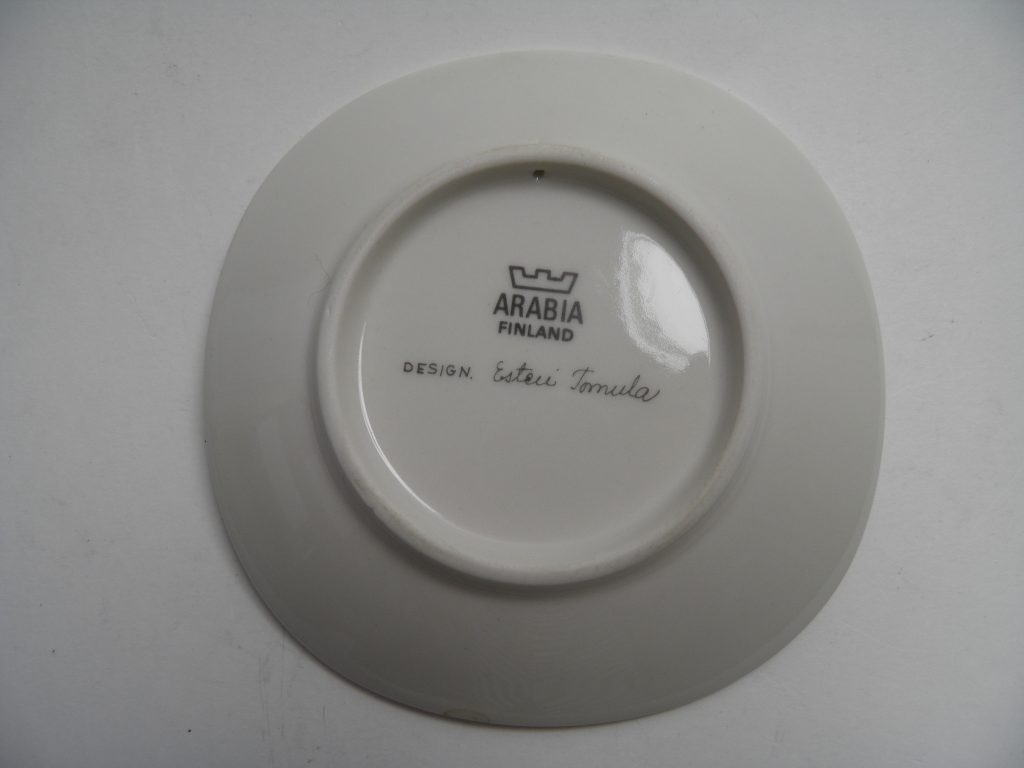 ARABIA
FINLAND
DESIGN. Esteri Tomula